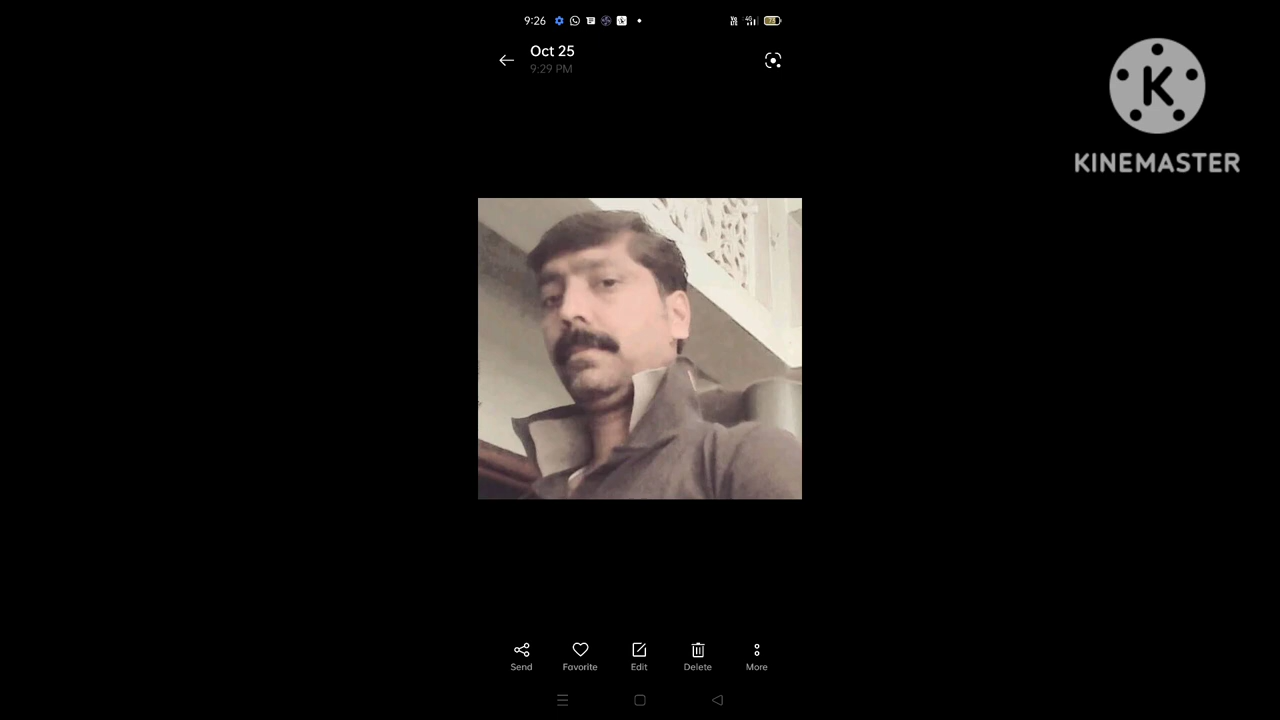 9:26
Oct 25
9:29 PM
K
KINEMASTER
Send Favorite Edit Delete More